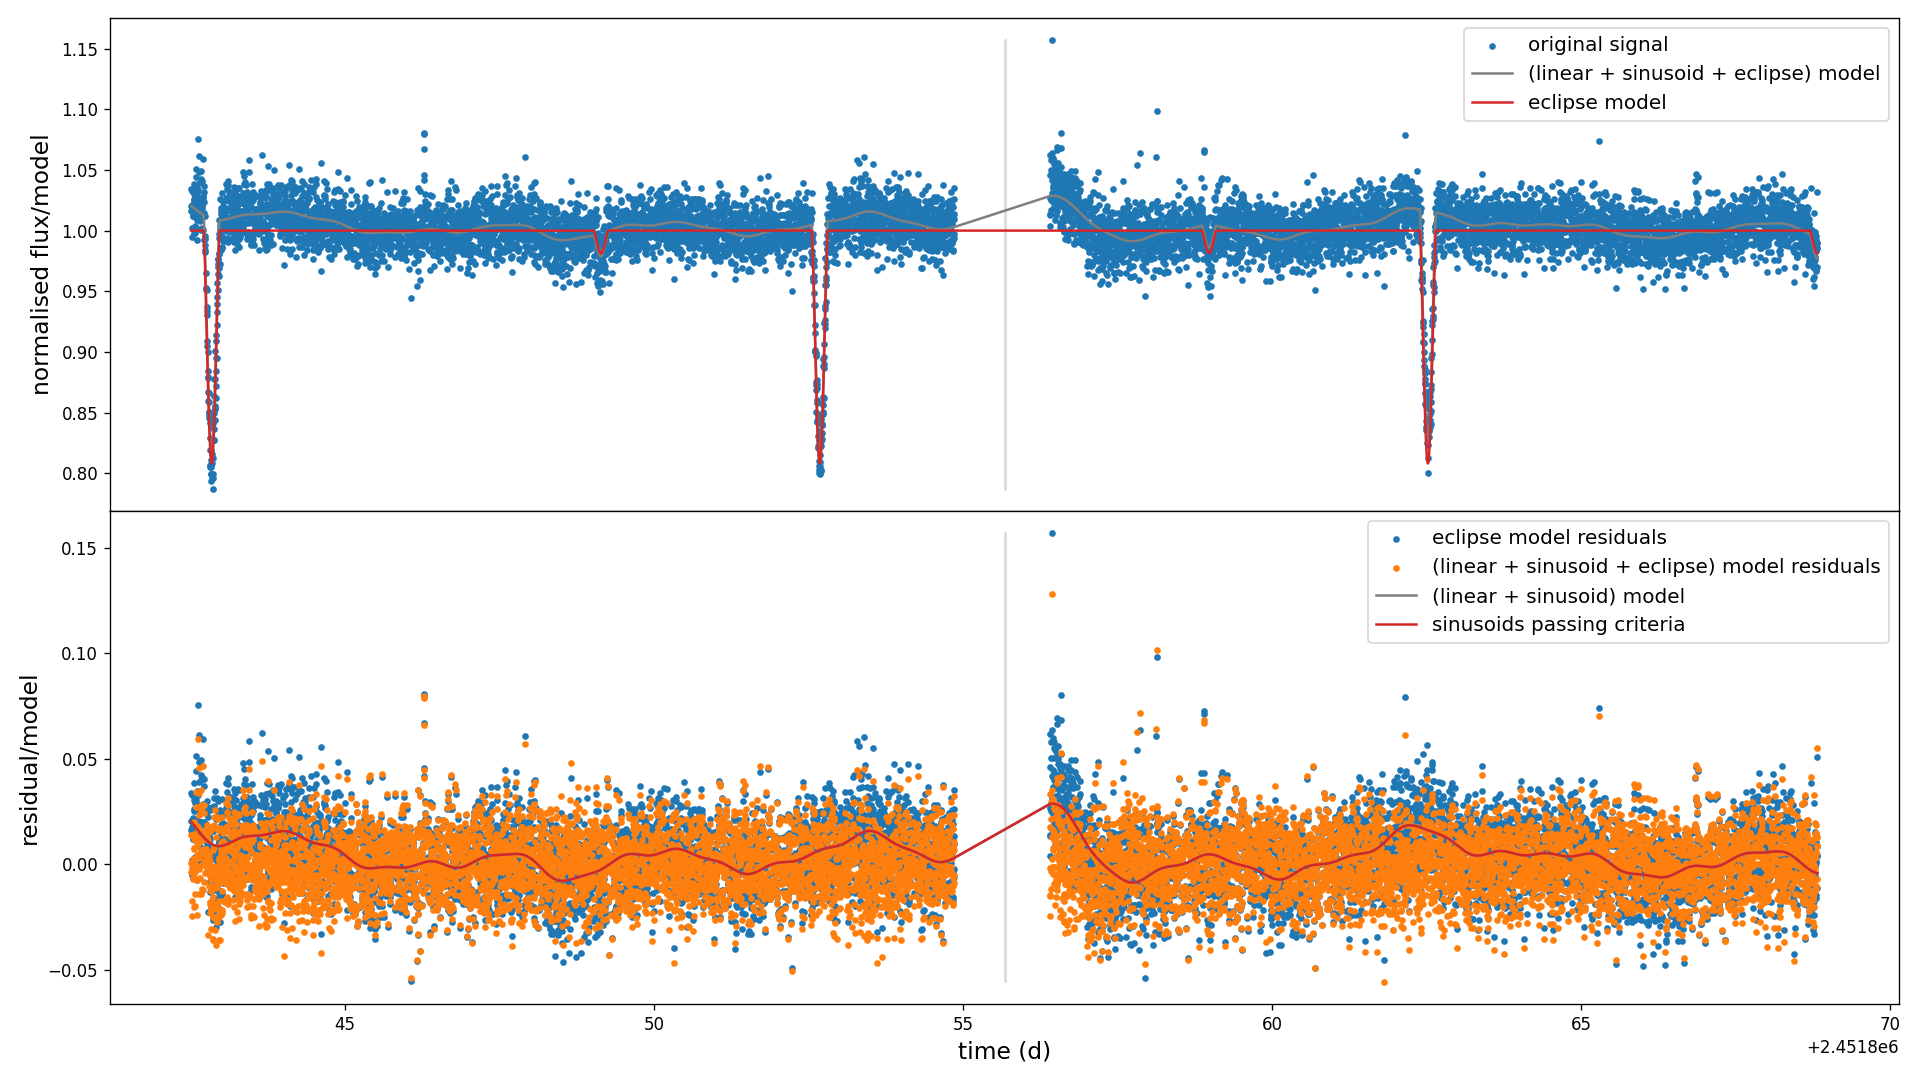 normalised flux/model
1.15
1.10
1.05
1.00
0.95
0.90
0.85
0.80
original signal
(linear + sinusoid + eclipse) model
eclipse model
residual/model
0.15
0.10
0.05
0.00
−0.05
eclipse model residuals
(linear + sinusoid + eclipse) model residuals
(linear + sinusoid) model
sinusoids passing criteria
45 50 55 60 65 70
time (d)
+2.4518e6